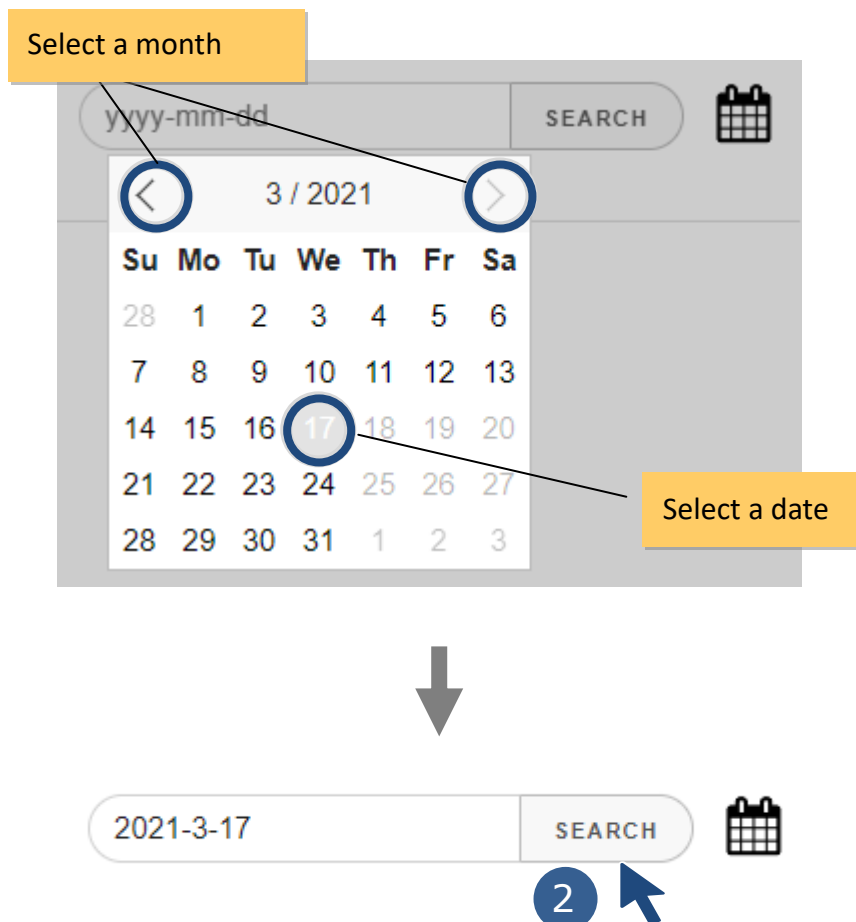 Select a month
yyyy-mm-dd SEARCH
3 / 2021
Su Mo Tu We Th Fr Sa
28 1 2 3 4 5 6
7 8 9 10 11 12 13
14 15 16 17 18 19 20
21 22 23 24 25 26 27
28 29 30 31 1 2 3
Select a date
2021-3-17 SEARCH
2